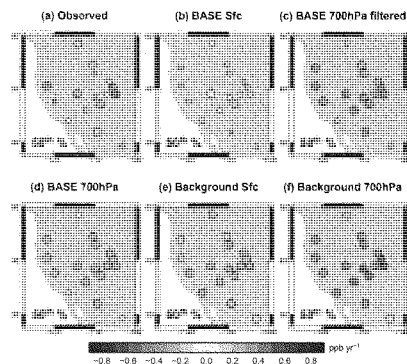 (a) Observed
(b) BASE Sfc
(c) BASE 700hPa filtered
(d) BASE 700hPa
(e) Background Sfc
(f) Background 700hPa
ppb yr⁻¹
−0.8 −0.6 −0.4 −0.2 0.0 0.2 0.4 0.6 0.8